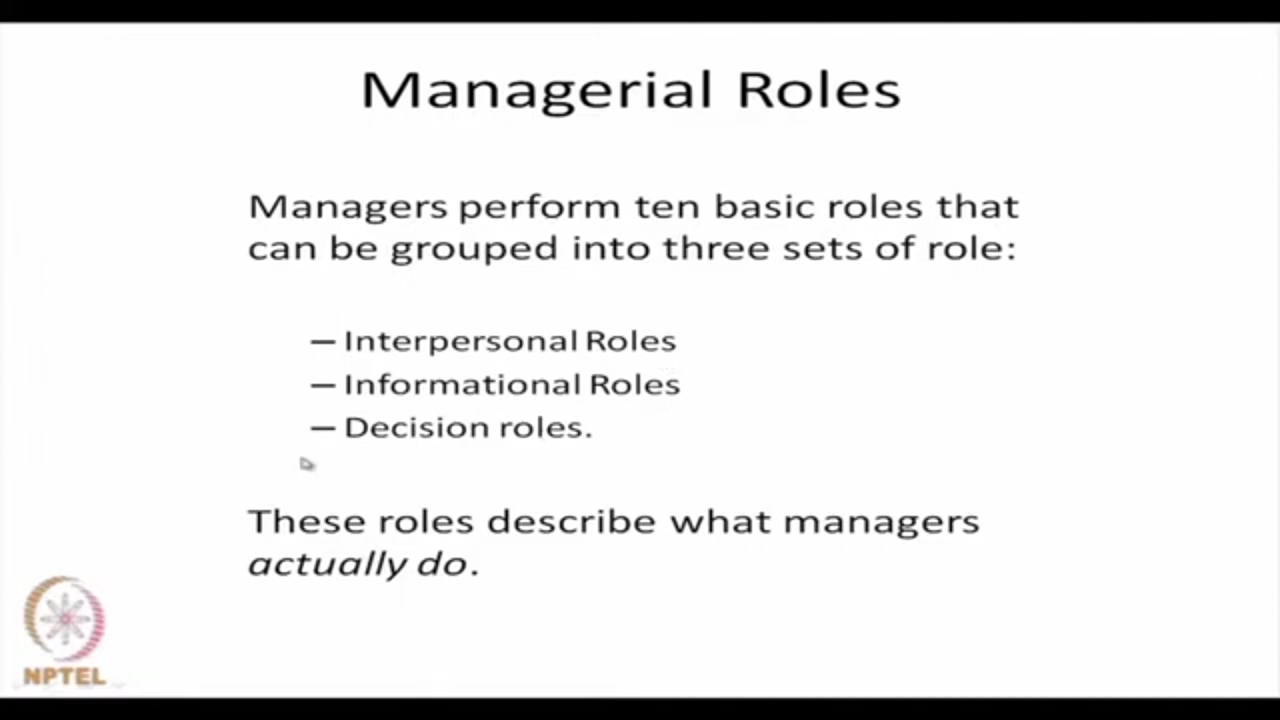 Managerial Roles
Managers perform ten basic roles that
can be grouped into three sets of role:
– Interpersonal Roles
– Informational Roles
– Decision roles.
These roles describe what managers
actually do.
NPTEL